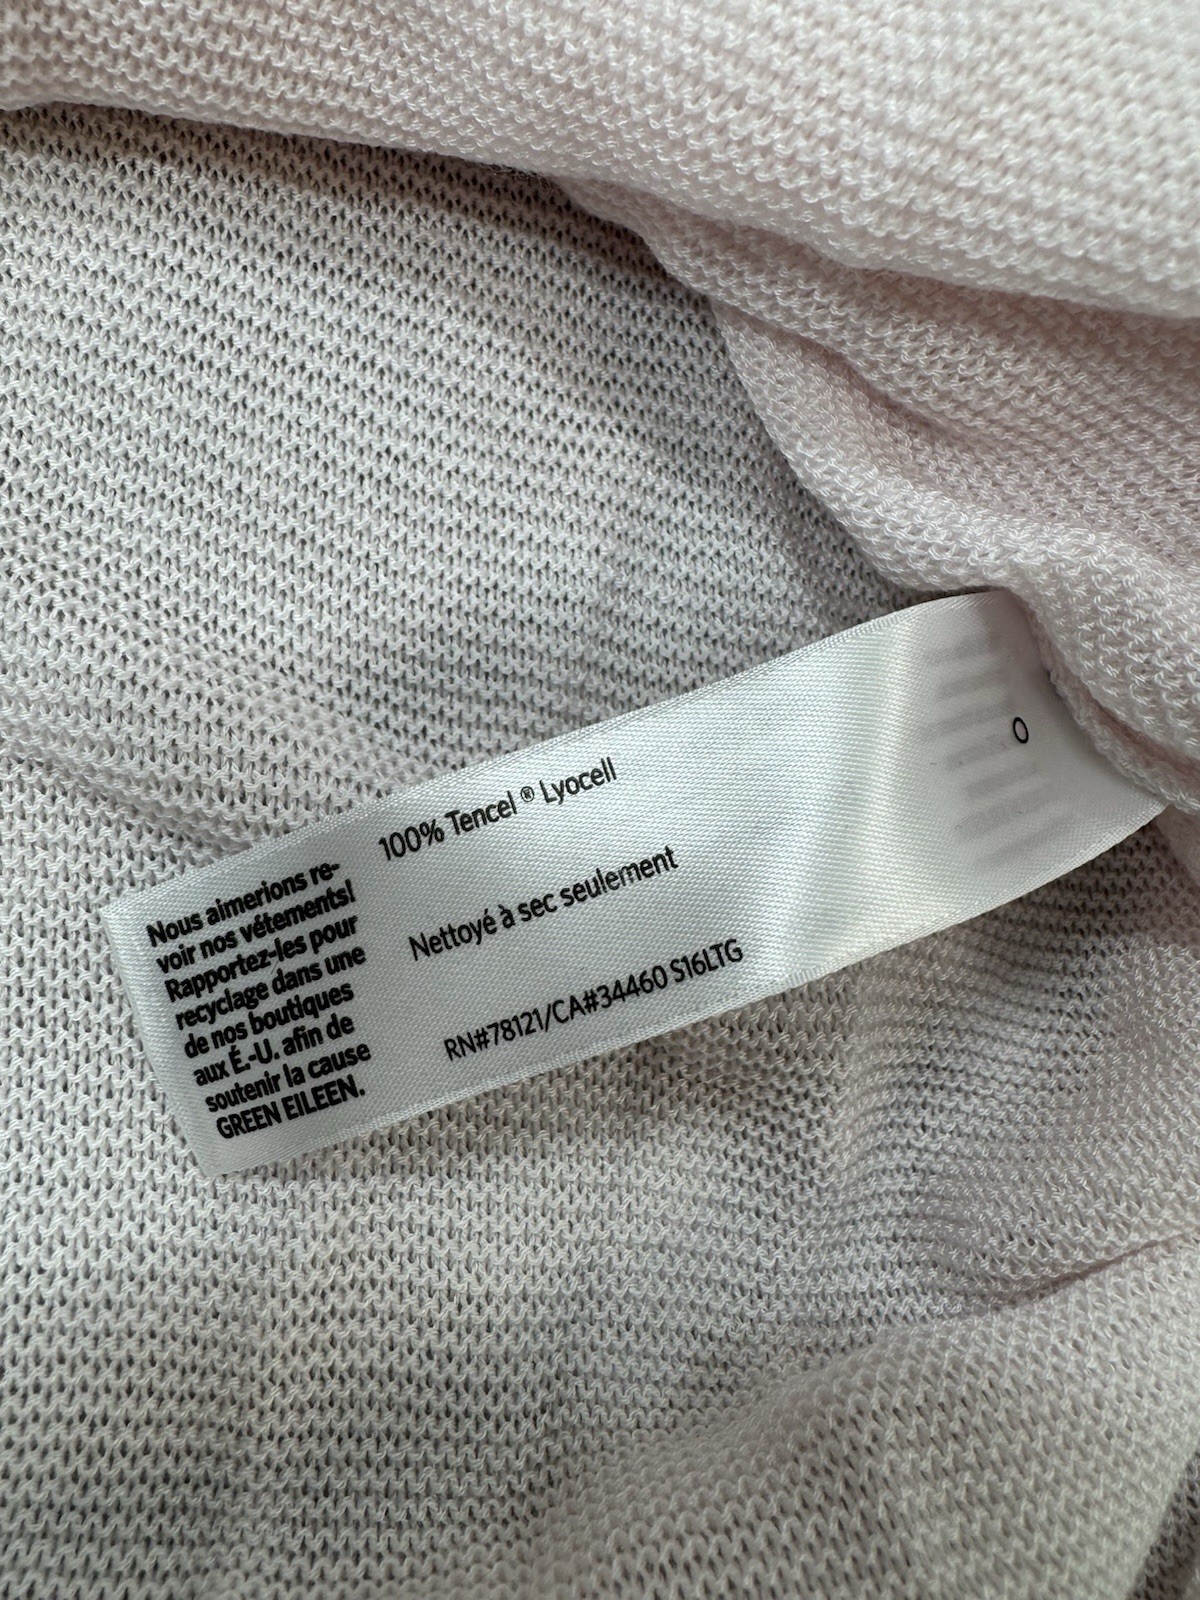 O
100% Tencel® Lyocell
Nettoyé à sec seulement
RN#78121/CA#34460 S16LTG
Nous aimerions re-
voir nos vétements!
Rapportez-les pour
recyclage dans une
de nos boutiques
aux É.-U. afin de
soutenir la cause
GREEN EILEEN.